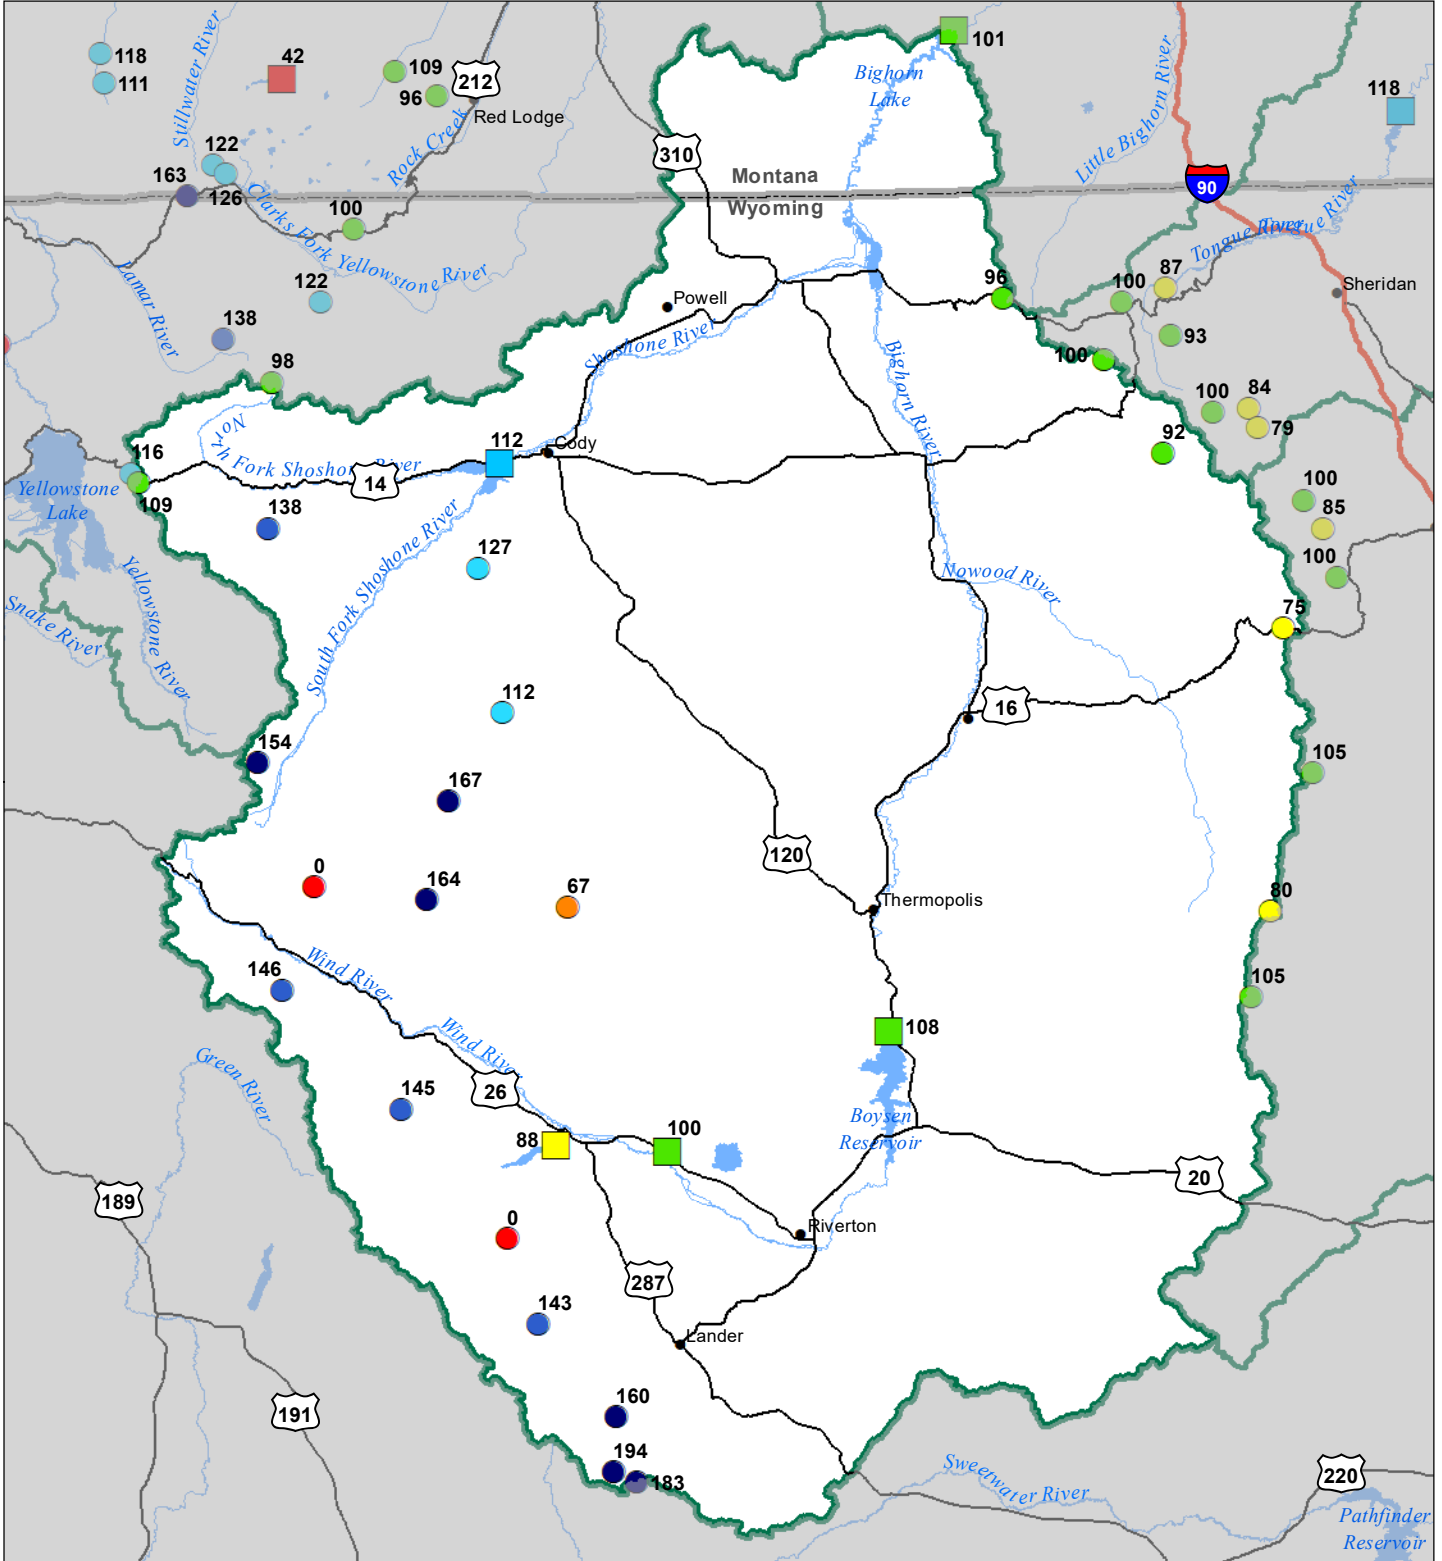 118
111
Stillwater River
42
109
96
212
Red Lodge
Rock Creek
101
Bighorn
Lake
Little Bighorn River
118
310
Montana
Wyoming
90
122
163
126
100
Clarks Fork Yellowstone River
Lamar River
122
138
98
Powell
Shoshone River
96
100
87
Tongue River
Tongue River
Sheridan
93
100
Bighorn River
100
84
79
92
North Fork Shoshone River
14
112
Cody
116
109
Yellowstone
Lake
138
127
100
85
100
South Fork Shoshone River
Yellowstone River
Snake River
Nowood River
75
112
16
154
105
167
120
0
164
67
Thermopolis
80
146
Wind River
105
108
Wind River
Green River
145
26
88
100
Boysen
Reservoir
20
189
0
Riverton
287
143
Lander
160
191
194
183
Sweetwater River
220
Pathfinder
Reservoir